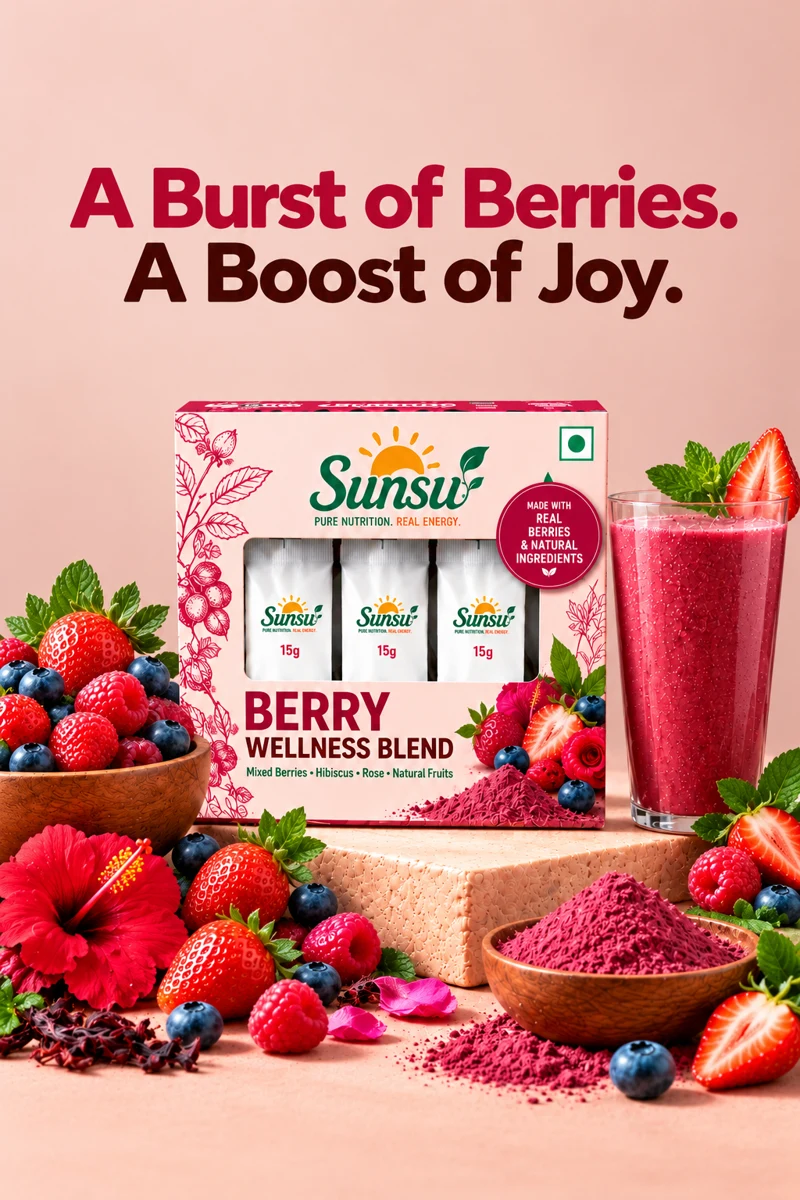 A Burst of Berries.
A Boost of Joy.
Sunsu
PURE NUTRITION. REAL ENERGY.
MADE WITH
REAL
BERRIES
& NATURAL
INGREDIENTS
Sunsu
PURE NUTRITION. REAL ENERGY.
15g
Sunsu
PURE NUTRITION. REAL ENERGY.
15g
Sunsu
PURE NUTRITION. REAL ENERGY.
15g
BERRY
WELLNESS BLEND
Mixed Berries • Hibiscus • Rose • Natural Fruits